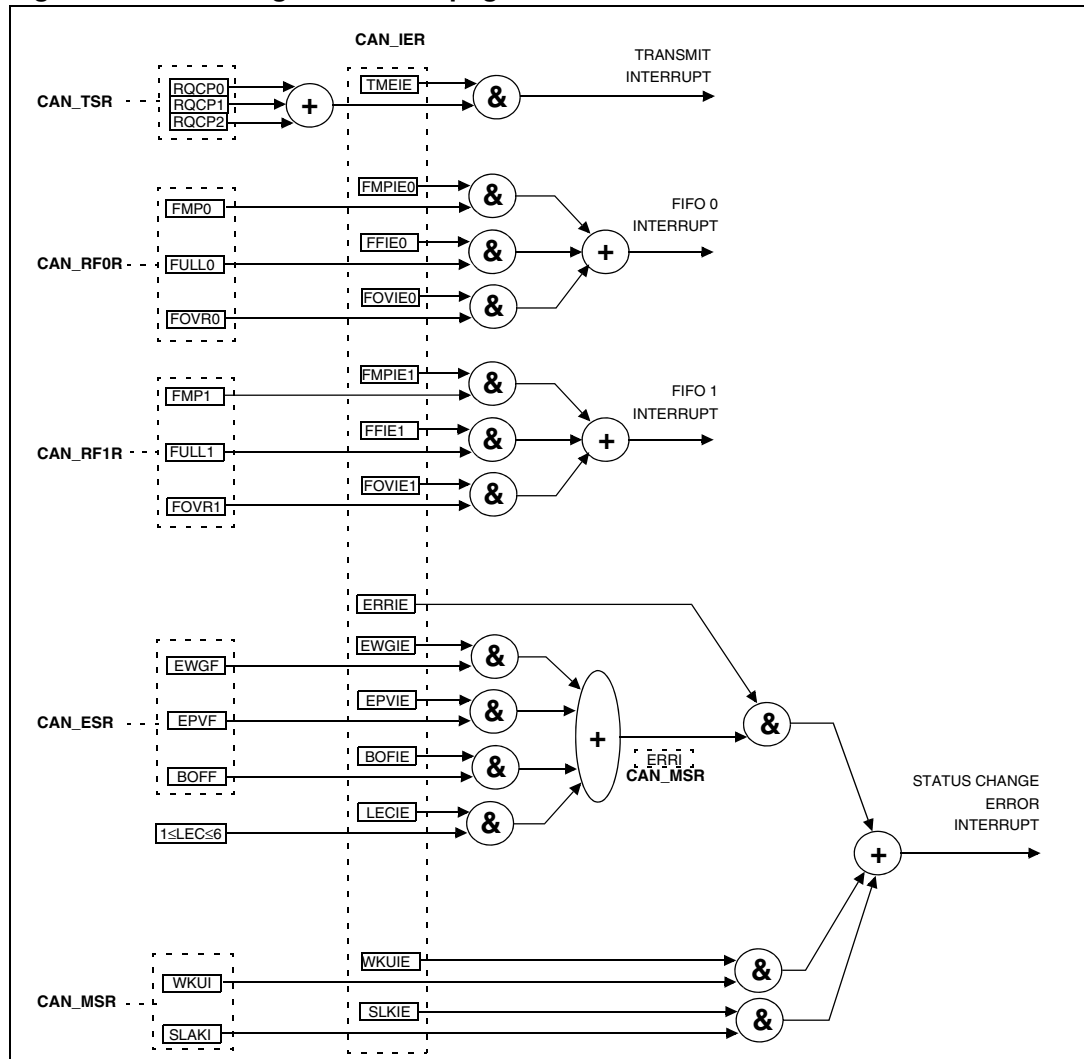 CAN_IER
TRANSMIT
INTERRUPT
CAN_TSR
RQCP0
RQCP1
RQCP2
+
TMEIE
&
CAN_RF0R
FMP0
FULL0
FOVR0
FMPIE0
FFIE0
FOVIE0
&
&
&
+
FIFO 0
INTERRUPT
CAN_RF1R
FMP1
FULL1
FOVR1
FMPIE1
FFIE1
FOVIE1
&
&
&
+
FIFO 1
INTERRUPT
ERRIE
CAN_ESR
EWGF
EPVF
BOFF
1≤LEC≤6
EWGIE
EPVIE
BOFIE
LECIE
&
&
&
&
+
ERRI
CAN_MSR
&
STATUS CHANGE
ERROR
INTERRUPT
+
CAN_MSR
WKUI
SLAKI
WKUIE
SLKIE
&
&